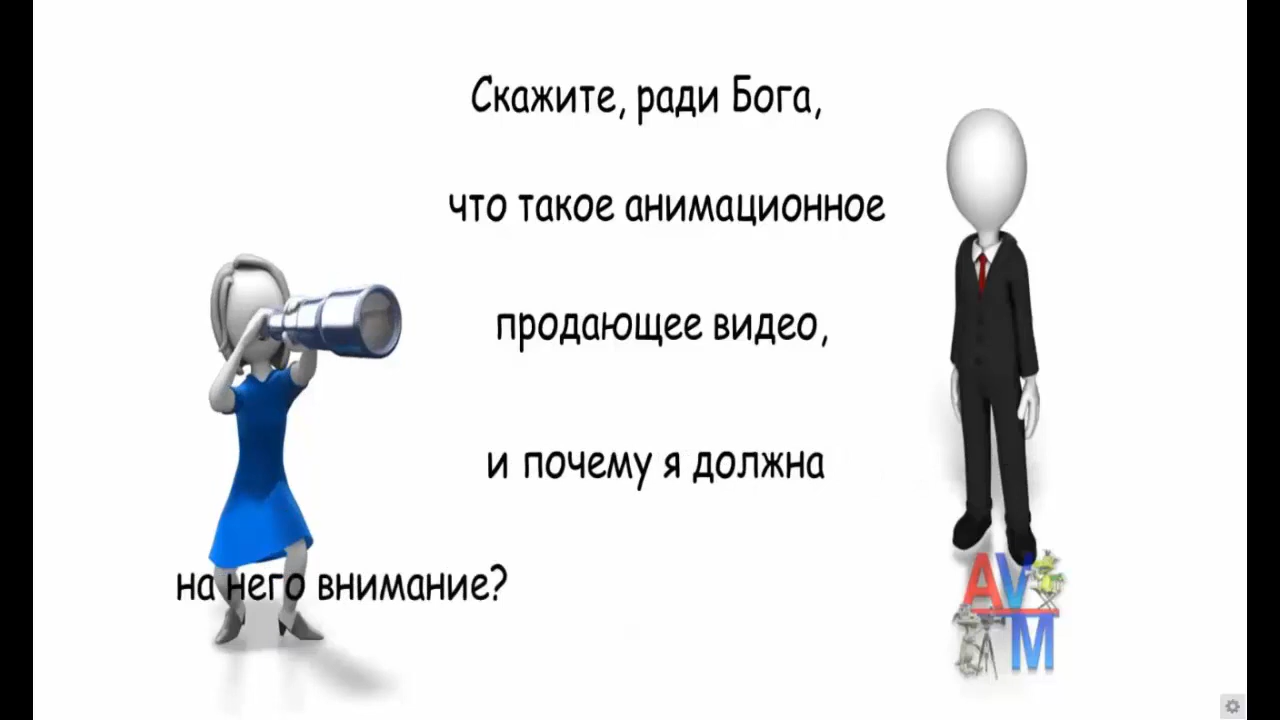 Скажите, ради Бога,
что такое анимационное
продающее видео,
и почему я должна
на него внимание?
AV
M